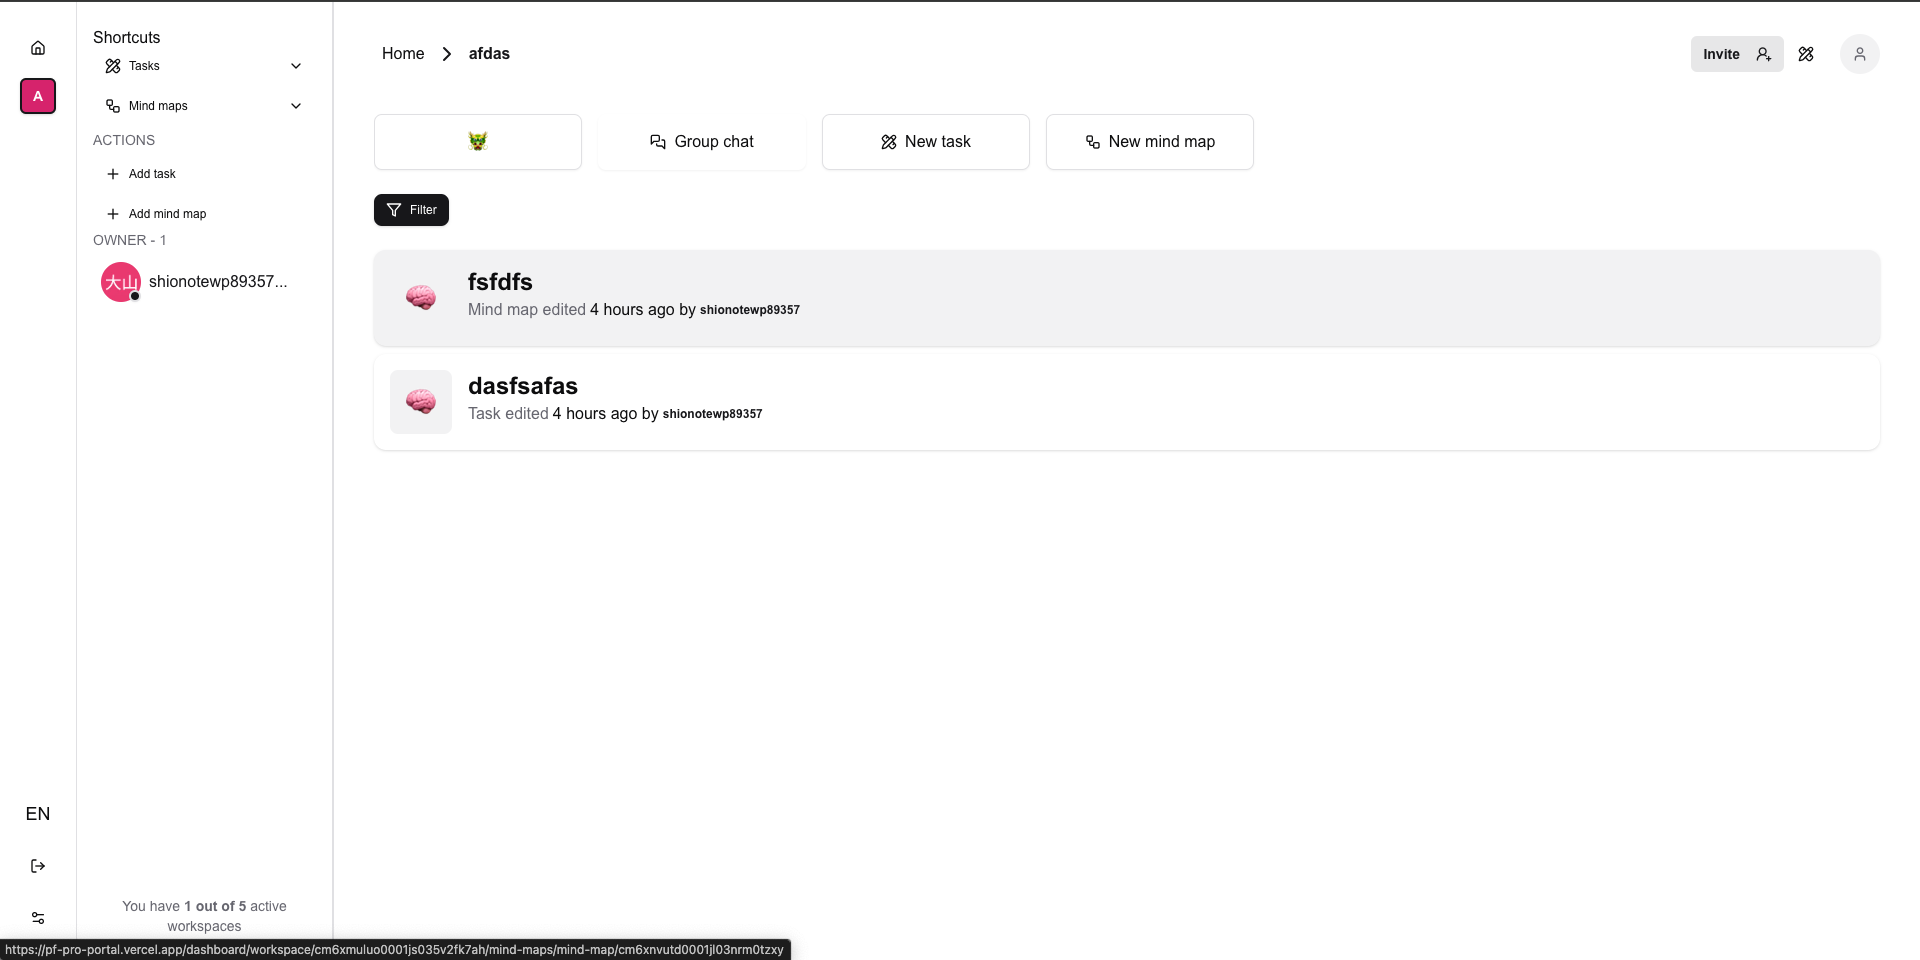 A
Shortcuts
Tasks
Mind maps
ACTIONS
Add task
Add mind map
OWNER - 1
大山
shionotewp89357...
EN
You have 1 out of 5 active
workspaces
Home
afdas
Invite
Group chat
New task
New mind map
Filter
fsfdfs
Mind map edited 4 hours ago by shionotewp89357
dasfsafas
Task edited 4 hours ago by shionotewp89357
https://pf-pro-portal.vercel.app/dashboard/workspace/cm6xmuluo0001js035v2fk7ah/mind-maps/mind-map/cm6xnvutd0001jl03nrm0tzxy